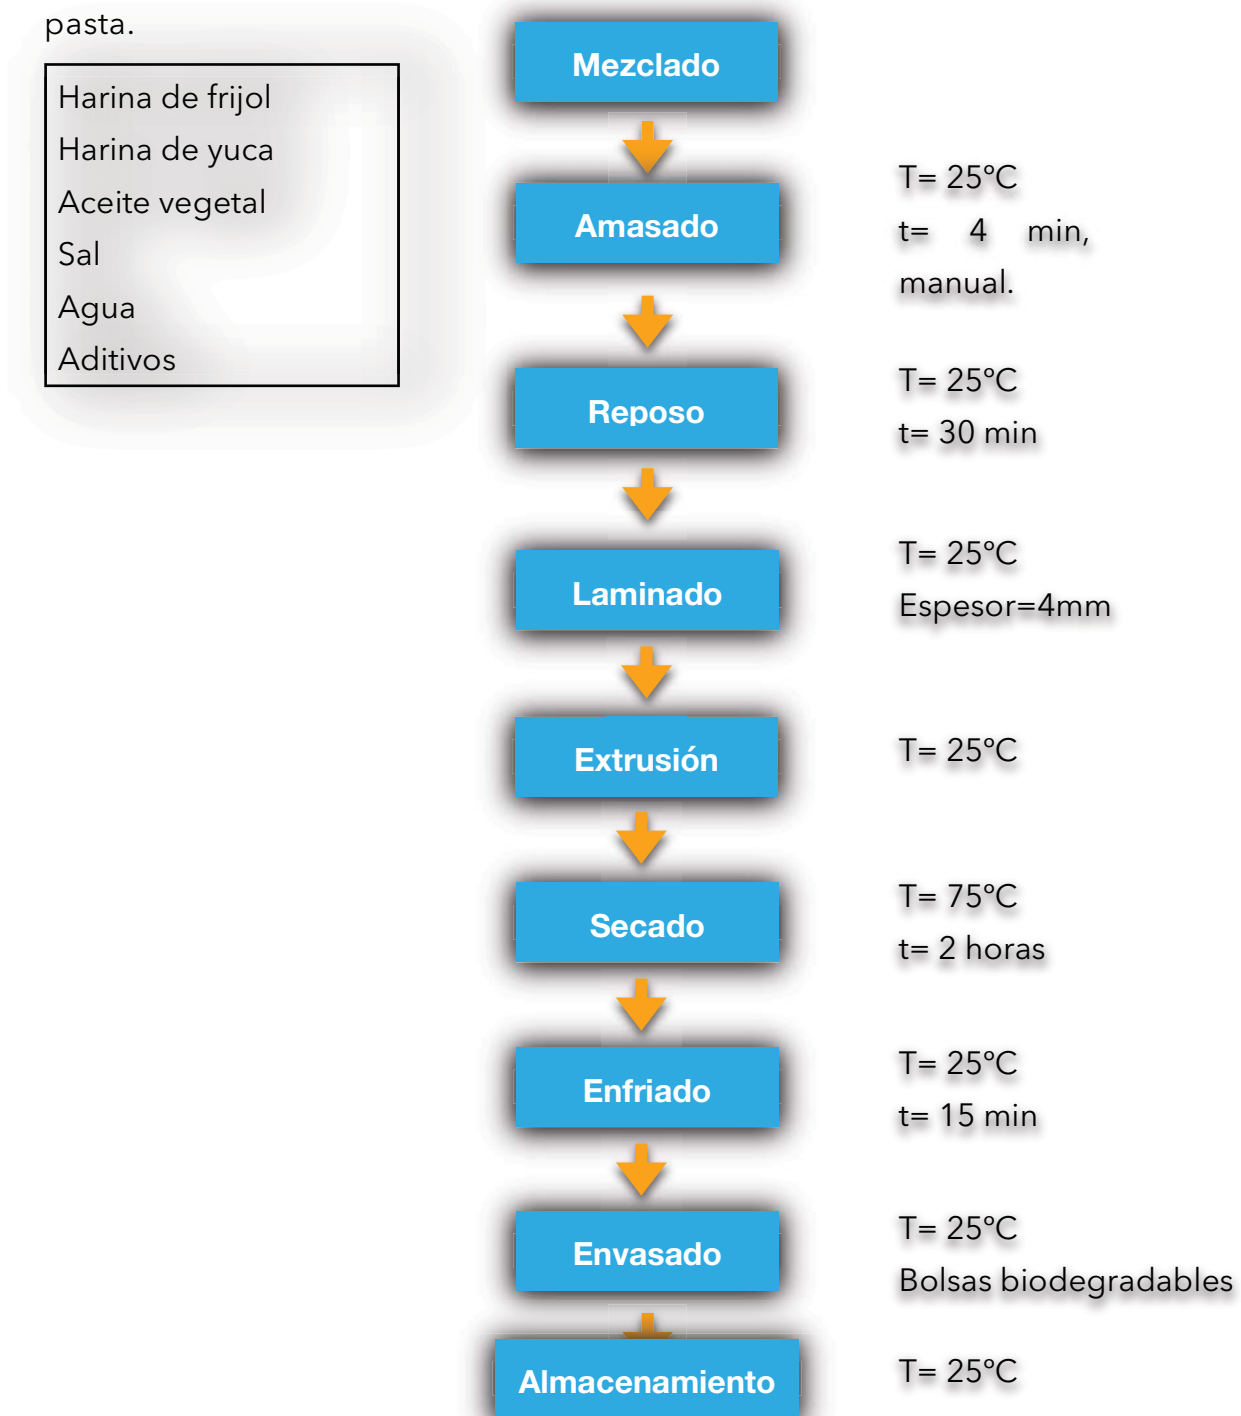 pasta.
Harina de frijol
Harina de yuca
Aceite vegetal
Sal
Agua
Aditivos
Mezclado
Amasado
T= 25°C
t= 4 min,
manual.
Reposo
T= 25°C
t= 30 min
Laminado
T= 25°C
Espesor=4mm
Extrusión
T= 25°C
Secado
T= 75°C
t= 2 horas
Enfriado
T= 25°C
t= 15 min
Envasado
T= 25°C
Bolsas biodegradables
Almacenamiento
T= 25°C